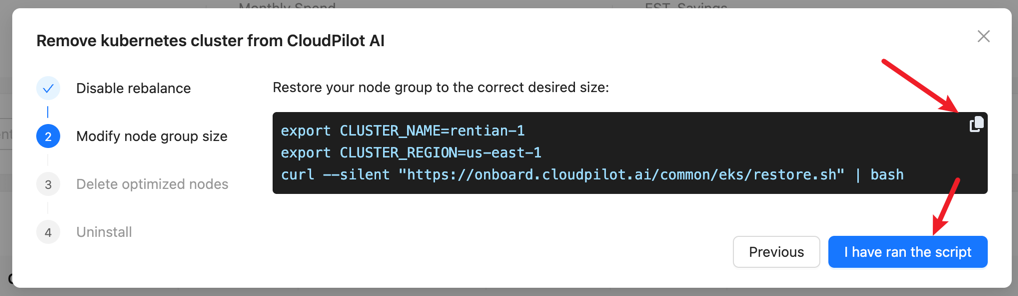 Monthly Spend
EST. Savings
Remove kubernetes cluster from CloudPilot AI
Disable rebalance
2
Modify node group size
3
Delete optimized nodes
4
Uninstall
Restore your node group to the correct desired size:
export CLUSTER_NAME=rentian-1
export CLUSTER_REGION=us-east-1
curl --silent "https://onboard.cloudpilot.ai/common/eks/restore.sh" | bash
Previous
I have ran the script